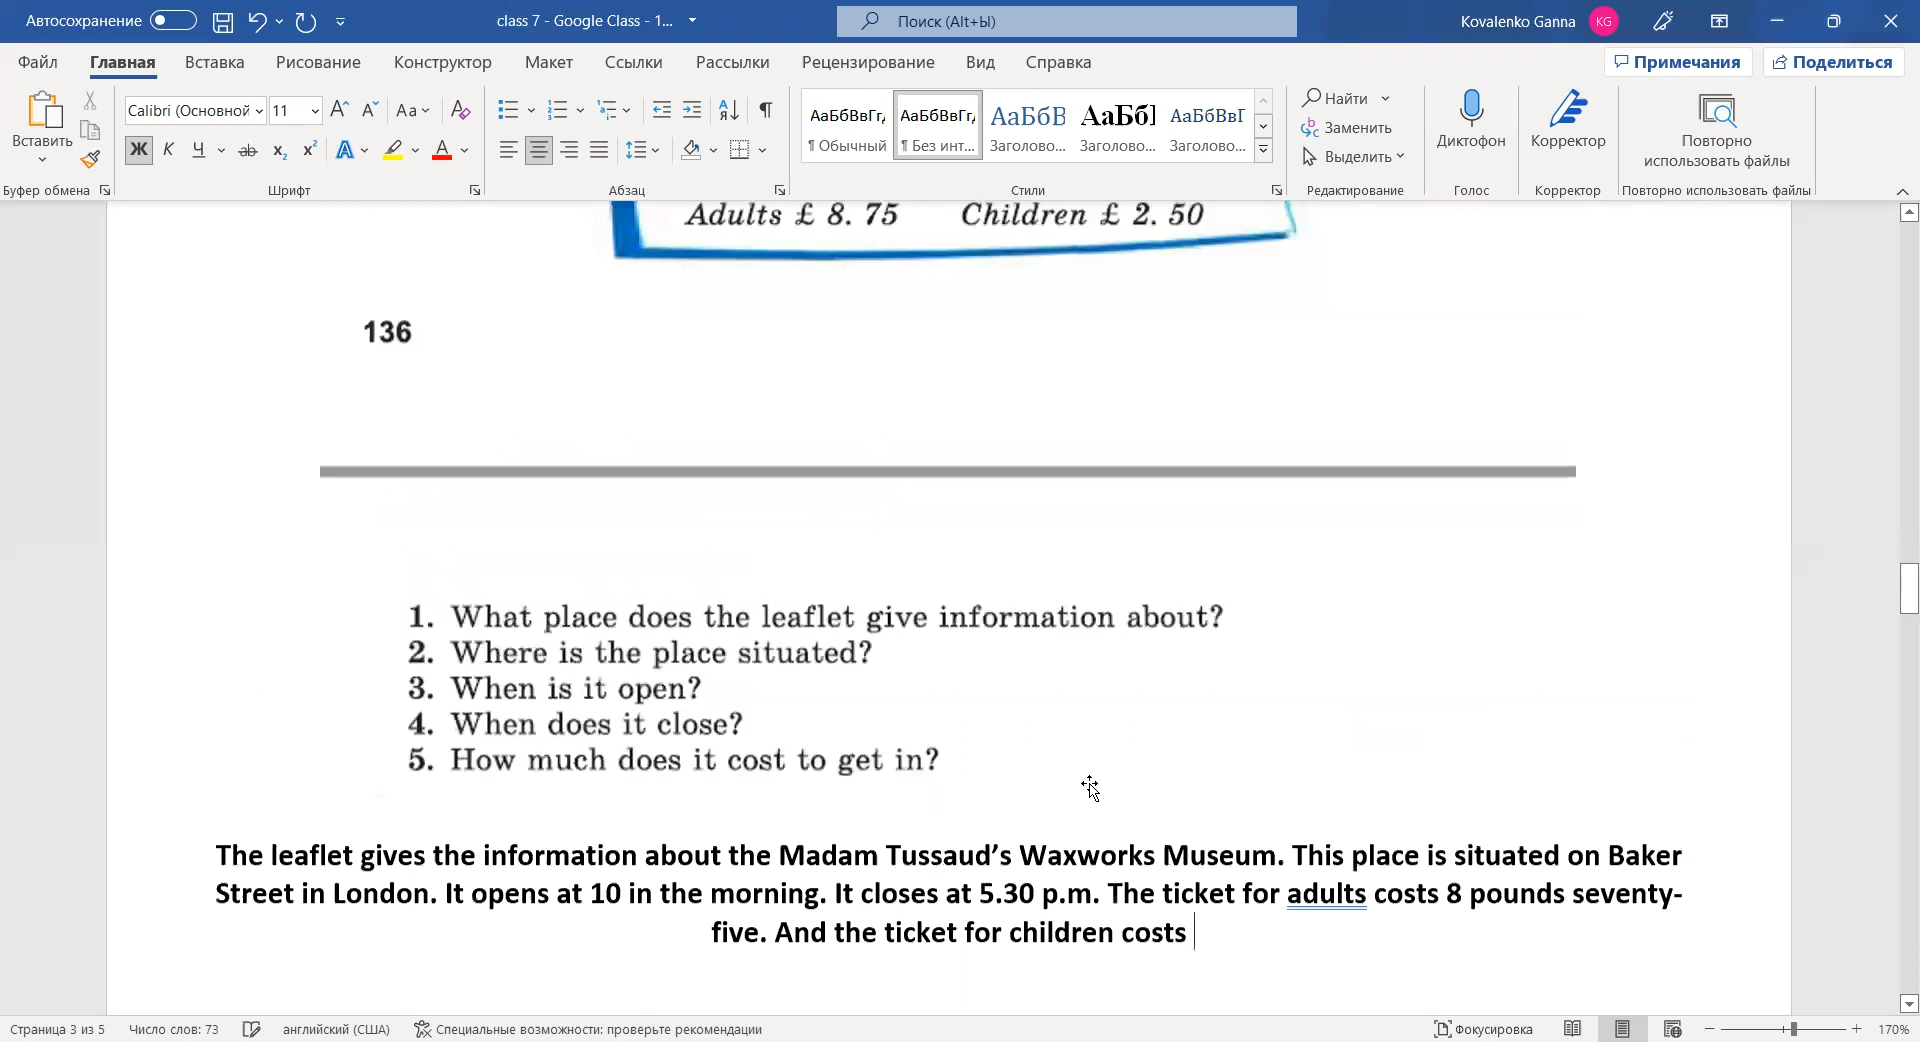 Автосохранение
class 7 - Google Class - 1...
Поиск (Alt+Ы)
Kovalenko Ganna
KG
Файл Главная Вставка Рисование Конструктор Макет Ссылки Рассылки Рецензирование Вид Справка
Примечания Поделиться
Вставить
Calibri (Основной 11
Аа
Ж К Ч ab x₂ x² А А
АаБбВвГг, АаБбВвГг, АаБбВ АаБб] АаБбВвГ
¶ Обычный ¶ Без инт... Заголово... Заголово... Заголово...
Найти
Заменить
Выделить
Диктофон
Корректор
Повторно
использовать файлы
Буфер обмена Шрифт Абзац Стили Редактирование Голос Корректор Повторно использовать файлы
Adults £ 8. 75 Children £ 2. 50
136
1. What place does the leaflet give information about?
2. Where is the place situated?
3. When is it open?
4. When does it close?
5. How much does it cost to get in?
The leaflet gives the information about the Madam Tussaud’s Waxworks Museum. This place is situated on Baker
Street in London. It opens at 10 in the morning. It closes at 5.30 p.m. The ticket for adults costs 8 pounds seventy-
five. And the ticket for children costs
Страница 3 из 5 Число слов: 73 английский (США) Специальные возможности: проверьте рекомендации
Фокусировка 170%